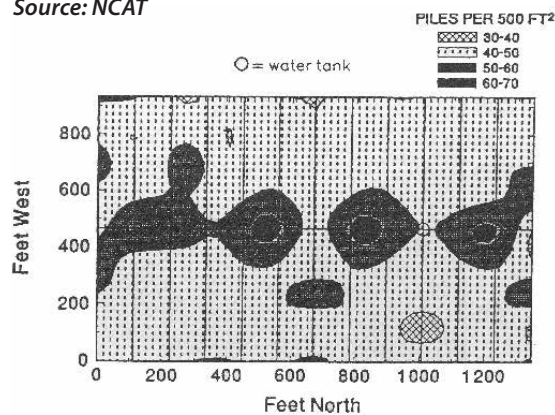 Source: NCAT
PILES PER 500 FT²
30-40
40-50
50-60
60-70
O = water tank
Feet West
800
600
400
200
0
0 200 400 600 800 1000 1200
Feet North